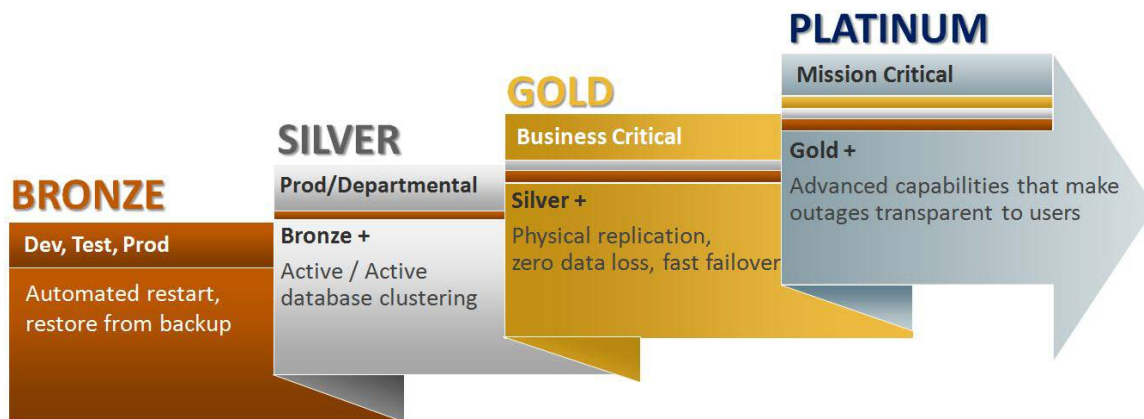 BRONZE
Dev, Test, Prod
Automated restart,
restore from backup
SILVER
Prod/Departmental
Bronze +
Active / Active
database clustering
GOLD
Business Critical
Silver +
Physical replication,
zero data loss, fast failover
PLATINUM
Mission Critical
Gold +
Advanced capabilities that make
outages transparent to users